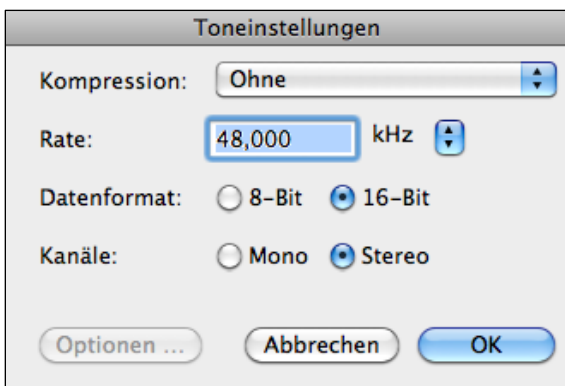 Toneinstellungen
Kompression: Ohne
Rate: 48,000 kHz
Datenformat: 8-Bit 16-Bit
Kanäle: Mono Stereo
Optionen ... Abbrechen OK